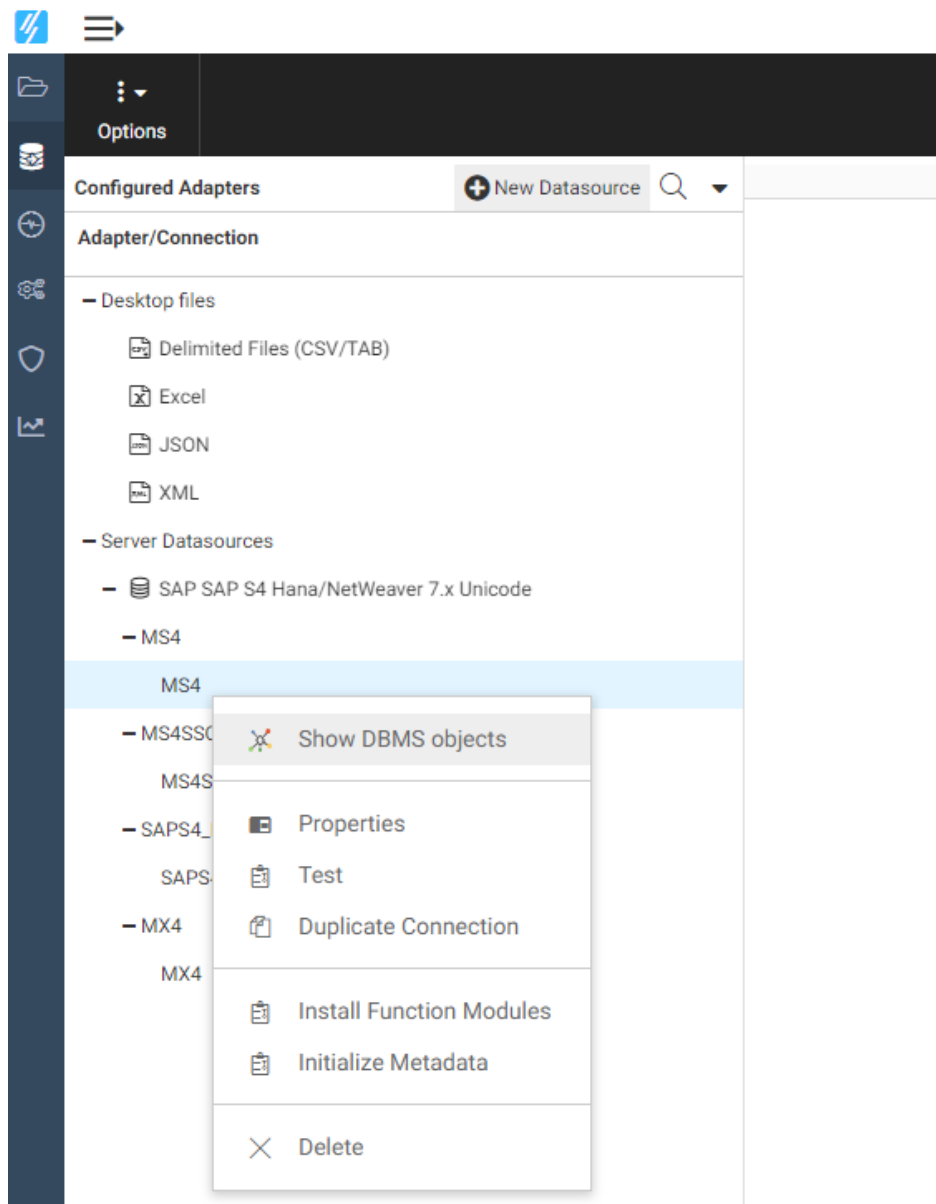 Options
Configured Adapters New Datasource
Adapter/Connection
Desktop files
Delimited Files (CSV/TAB)
Excel
JSON
XML
Server Datasources
SAP SAP S4 Hana/NetWeaver 7.x Unicode
MS4
MS4
Show DBMS objects
Properties
Test
Duplicate Connection
MX4
MX4
Install Function Modules
Initialize Metadata
Delete